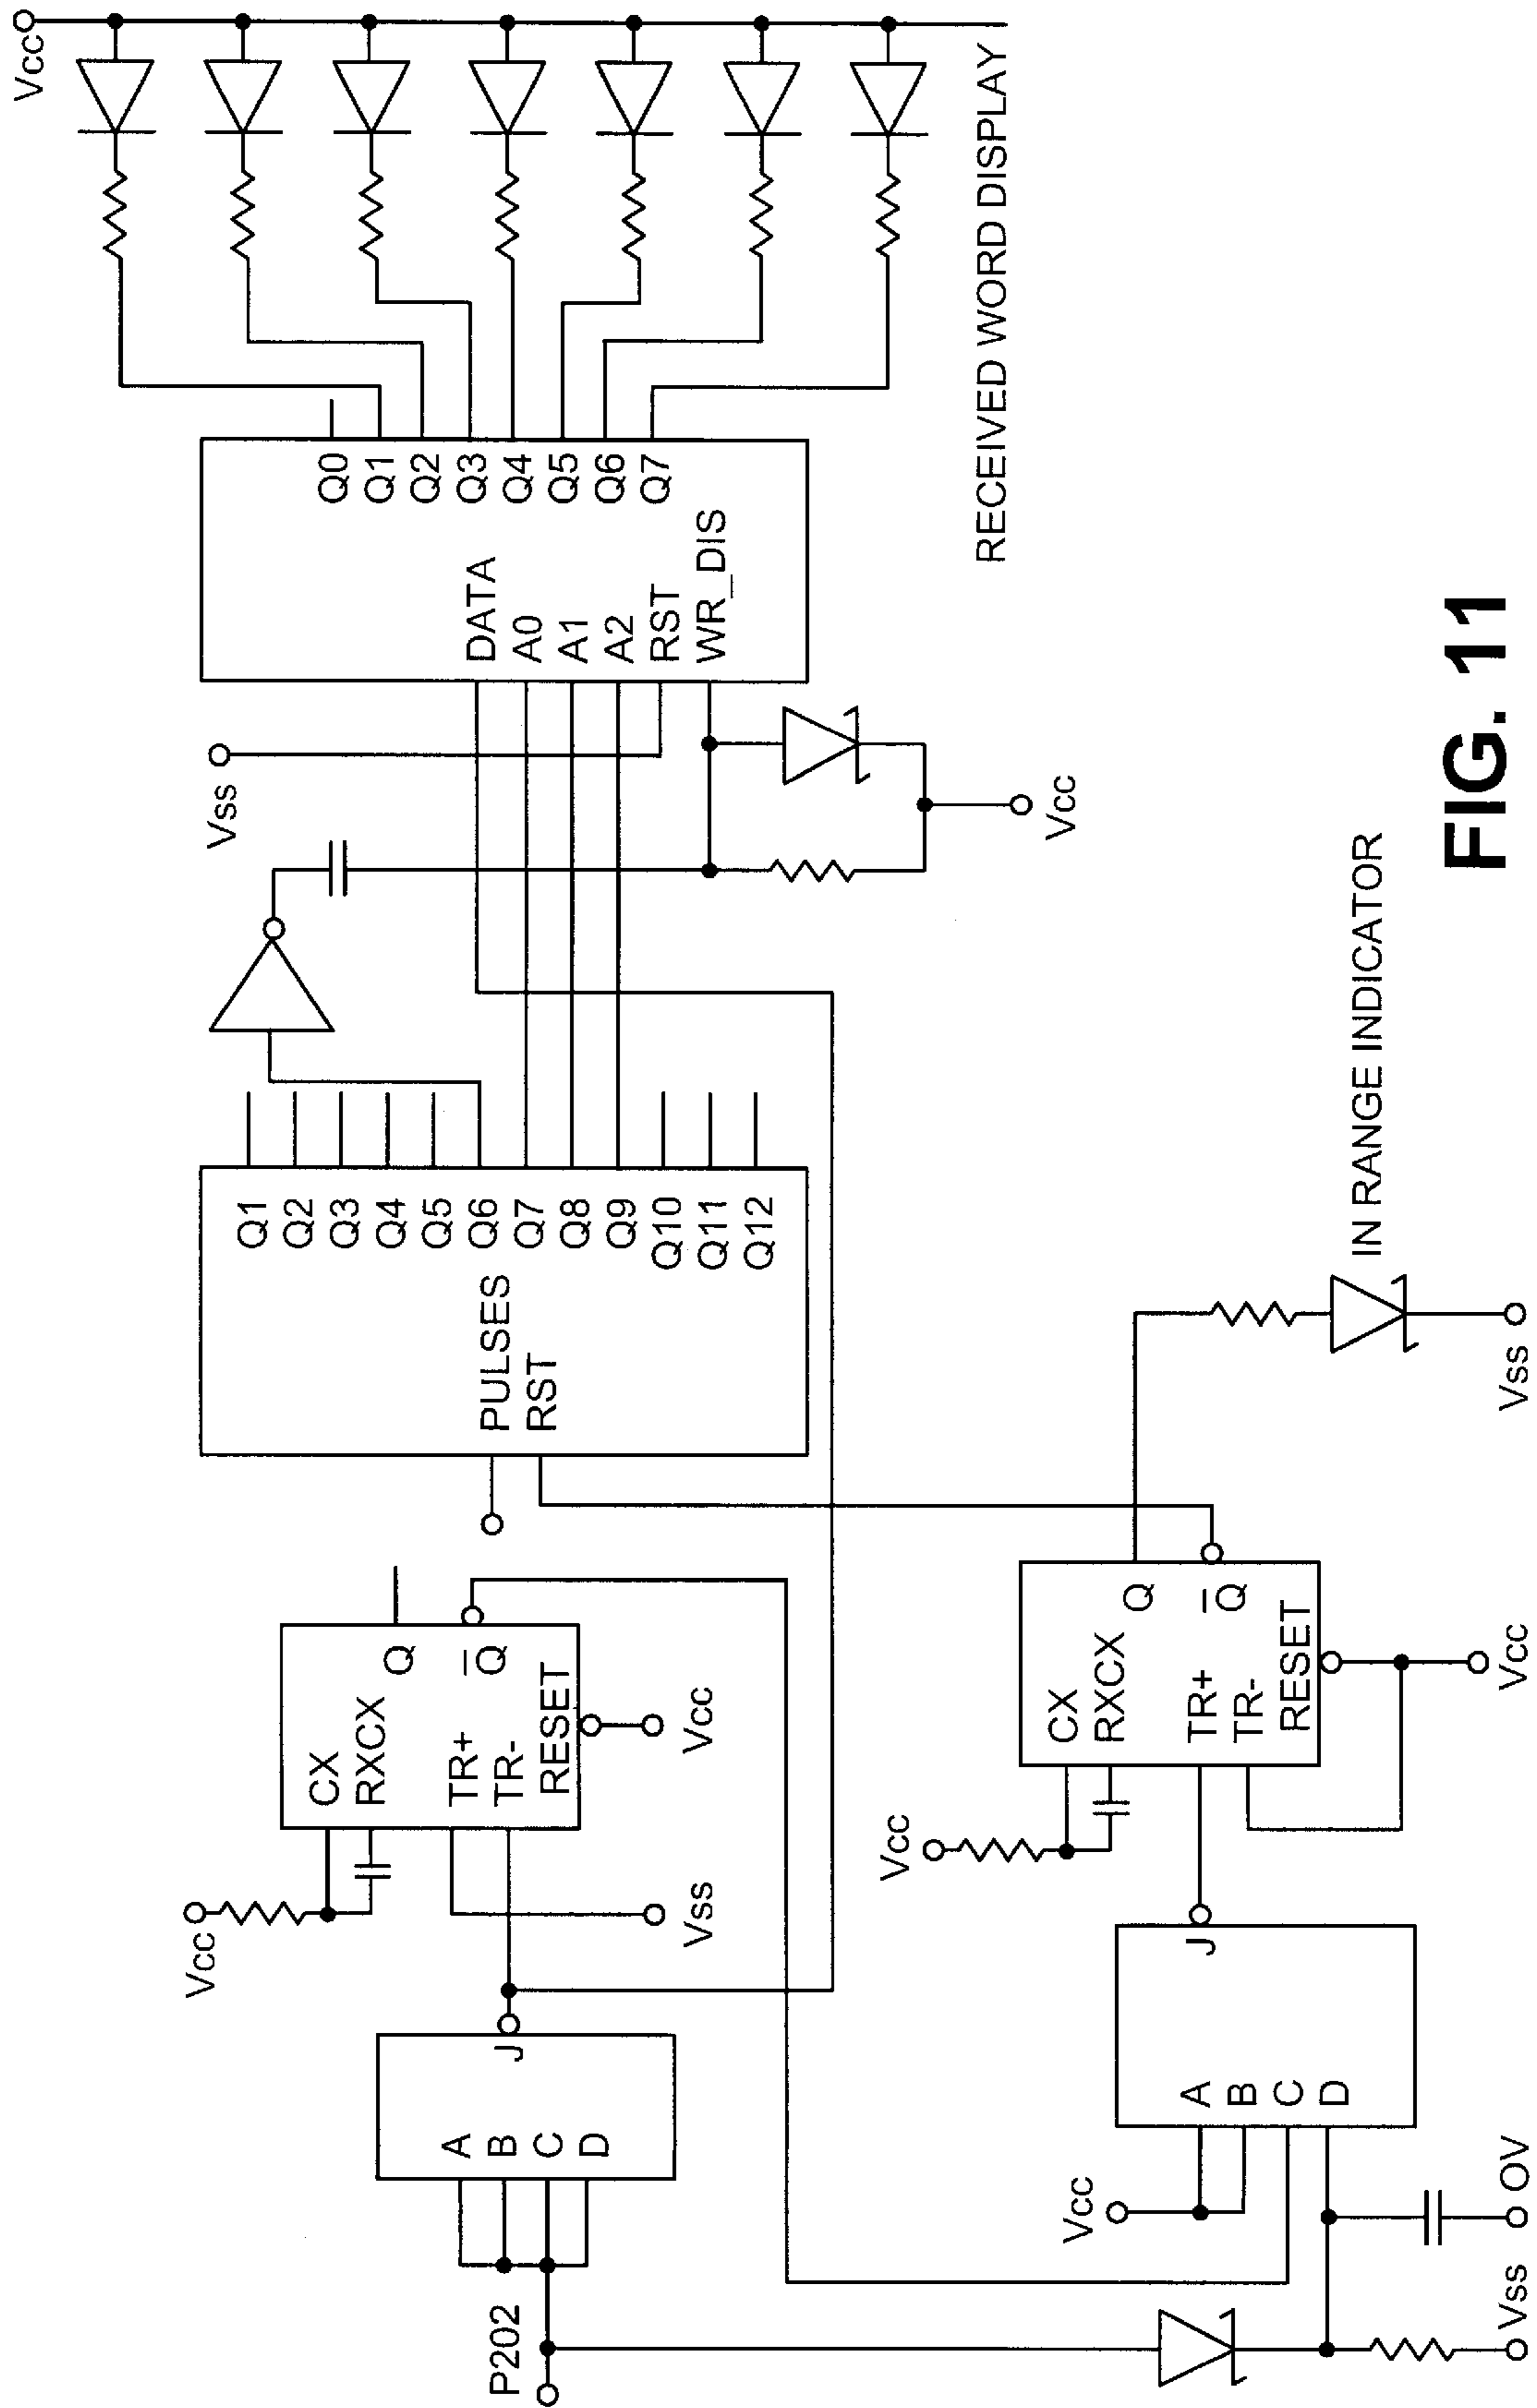 Vcc
Q0
Q1
Q2
Q3
Q4
Q5
Q6
Q7
DATA
A0
A1
A2
RST
WR_DIS
RECEIVED WORD DISPLAY
Vss
Vcc
Q1
Q2
Q3
Q4
Q5
Q6
Q7
Q8
Q9
Q10
Q11
Q12
PULSES
RST
Vcc
CX
RXCX
TR+
TR-
RESET
Q
Q̅
Vcc
Vss
J
A
B
C
D
P202
IN RANGE INDICATOR
Vss
Vcc
CX
RXCX
TR+
TR-
RESET
Q
Q̅
Vcc
J
A
B
C
D
Vcc
Vss
OV
FIG. 11